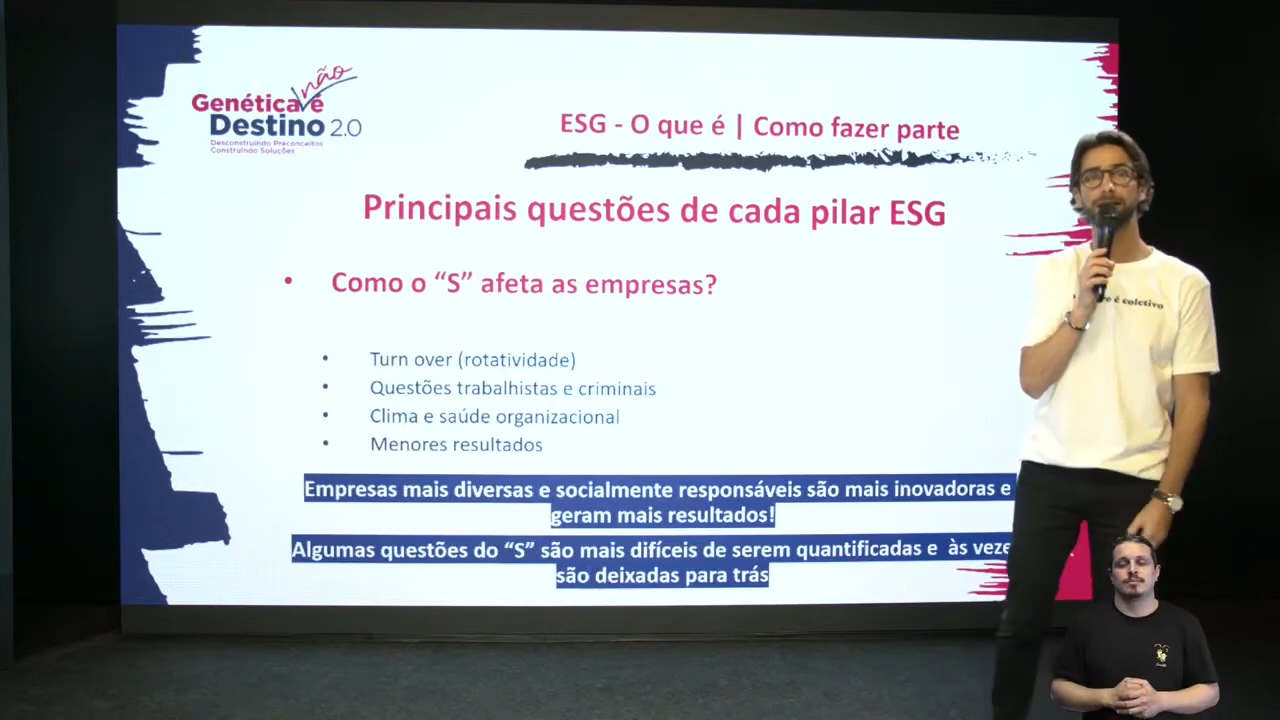 não
Genética é
Destino 2.0
Desconstruindo Preconceitos
Construindo Soluções
ESG - O que é | Como fazer parte
Principais questões de cada pilar ESG
• Como o “S” afeta as empresas?
• Turn over (rotatividade)
• Questões trabalhistas e criminais
• Clima e saúde organizacional
• Menores resultados
Empresas mais diversas e socialmente responsáveis são mais inovadoras e
geram mais resultados!
Algumas questões do “S” são mais difíceis de serem quantificadas e às veze
são deixadas para trás
é coletivo